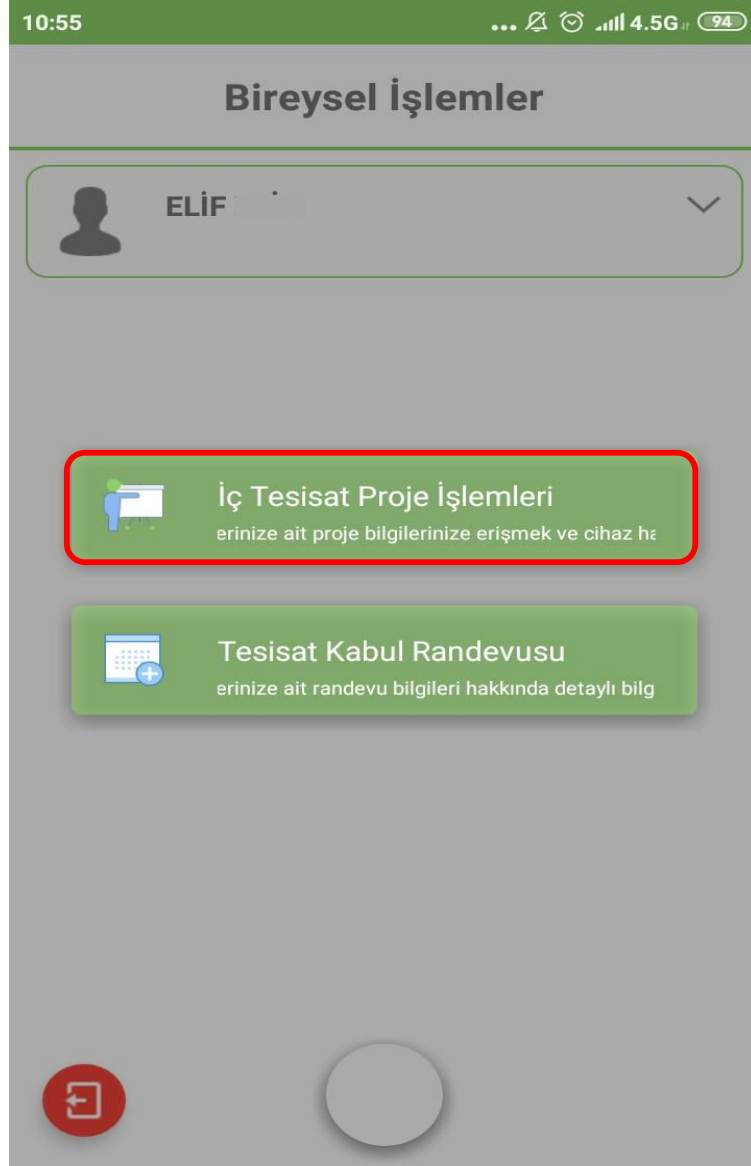 10:55 ... 4.5G 94
Bireysel İşlemler
ELİF
İç Tesisat Proje İşlemleri
erinize ait proje bilgilerinize erişmek ve cihaz ha
Tesisat Kabul Randevusu
erinize ait randevu bilgileri hakkında detaylı bilg